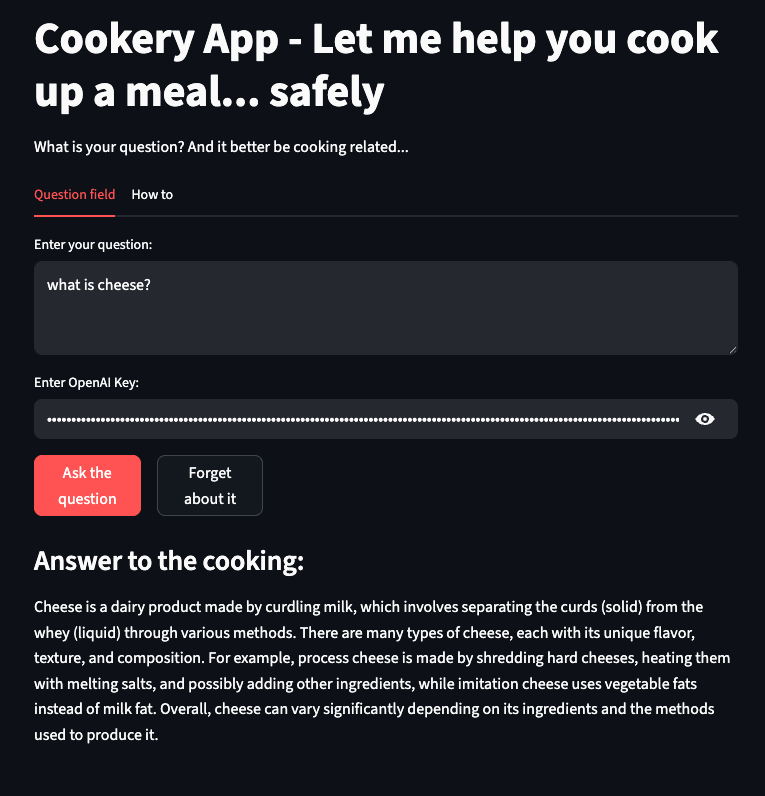 Cookery App - Let me help you cook
up a meal... safely
What is your question? And it better be cooking related...
Question field How to
Enter your question:
what is cheese?
Enter OpenAI Key:
Ask the
question
Forget
about it
Answer to the cooking:
Cheese is a dairy product made by curdling milk, which involves separating the curds (solid) from the
whey (liquid) through various methods. There are many types of cheese, each with its unique flavor,
texture, and composition. For example, process cheese is made by shredding hard cheeses, heating them
with melting salts, and possibly adding other ingredients, while imitation cheese uses vegetable fats
instead of milk fat. Overall, cheese can vary significantly depending on its ingredients and the methods
used to produce it.